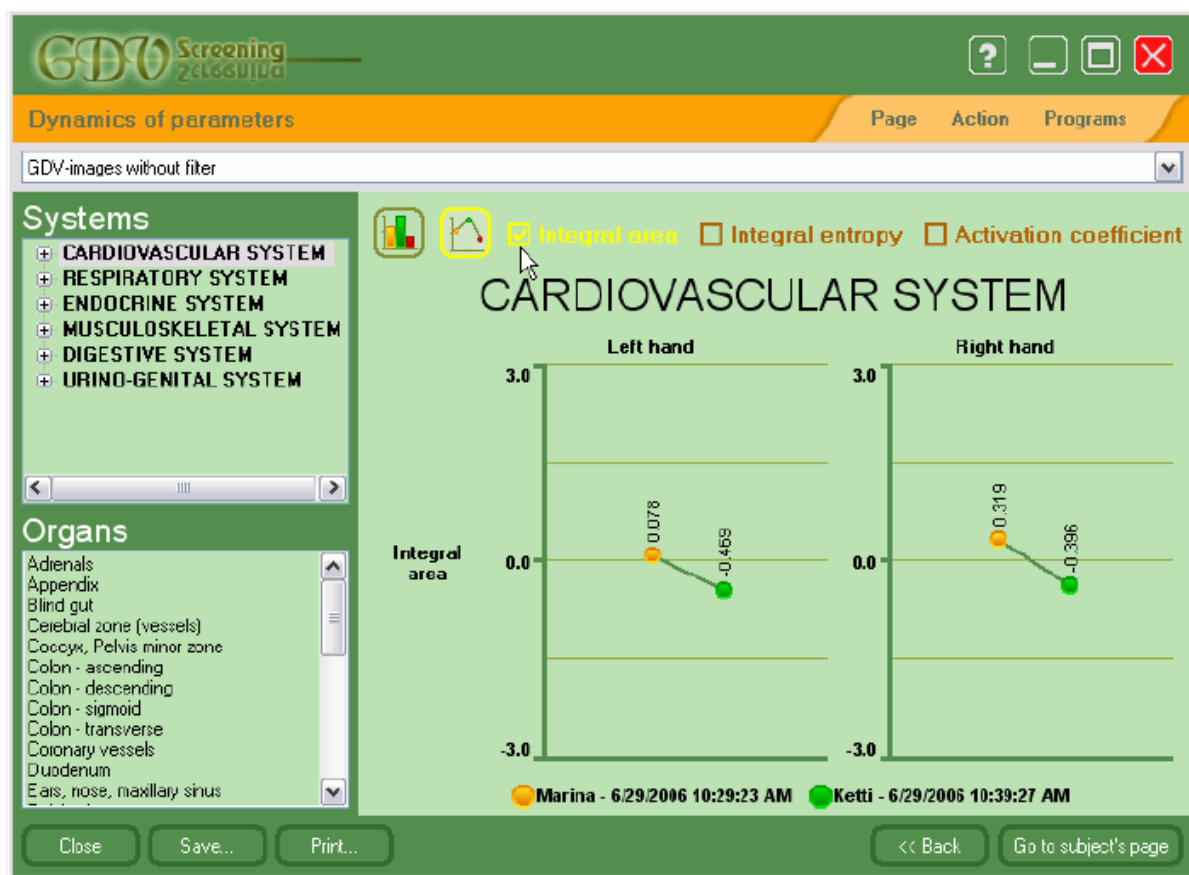 GDV Screening
?
Dynamics of parameters
Page Action Programs
GDV-images without filter
Systems
CARDIOVASCULAR SYSTEM
RESPIRATORY SYSTEM
ENDOCRINE SYSTEM
MUSCULOSKELETAL SYSTEM
DIGESTIVE SYSTEM
URINO-GENITAL SYSTEM
Organs
Adrenals
Appendix
Blind gut
Cerebral zone (vessels)
Coccyx, Pelvis minor zone
Colon - ascending
Colon - descending
Colon - sigmoid
Colon - transverse
Coronary vessels
Duodenum
Ears, nose, maxillary sinus
Integral area Integral entropy Activation coefficient
CARDIOVASCULAR SYSTEM
Left hand
Right hand
3.0
0.0
-3.0
Integral
area
0.078
-0.469
3.0
0.0
-3.0
0.319
-0.396
Marina - 6/29/2006 10:29:23 AM Ketti - 6/29/2006 10:39:27 AM
Close Save... Print... << Back Go to subject's page